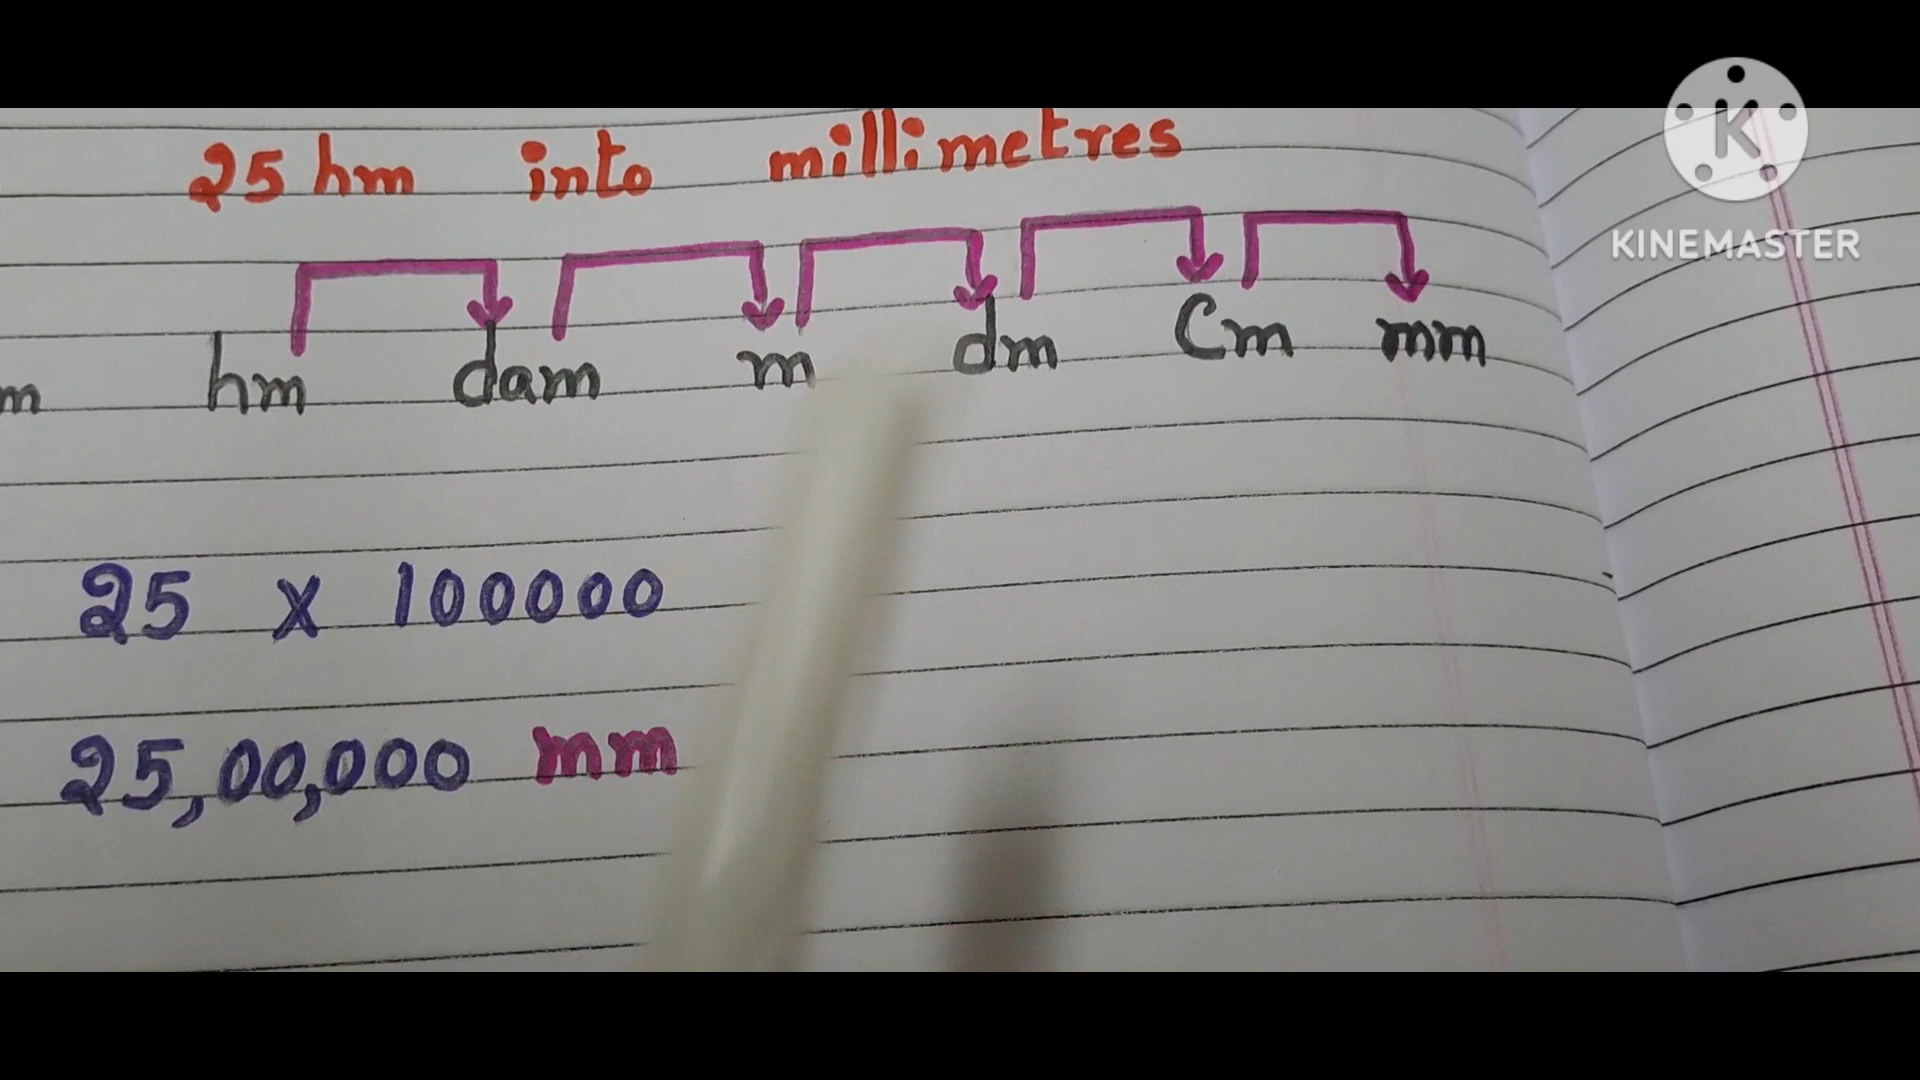 25 hm into millimetres
m hm dam m dm Cm mm
25 x 100000
25,00,000 mm
K
KINEMASTER